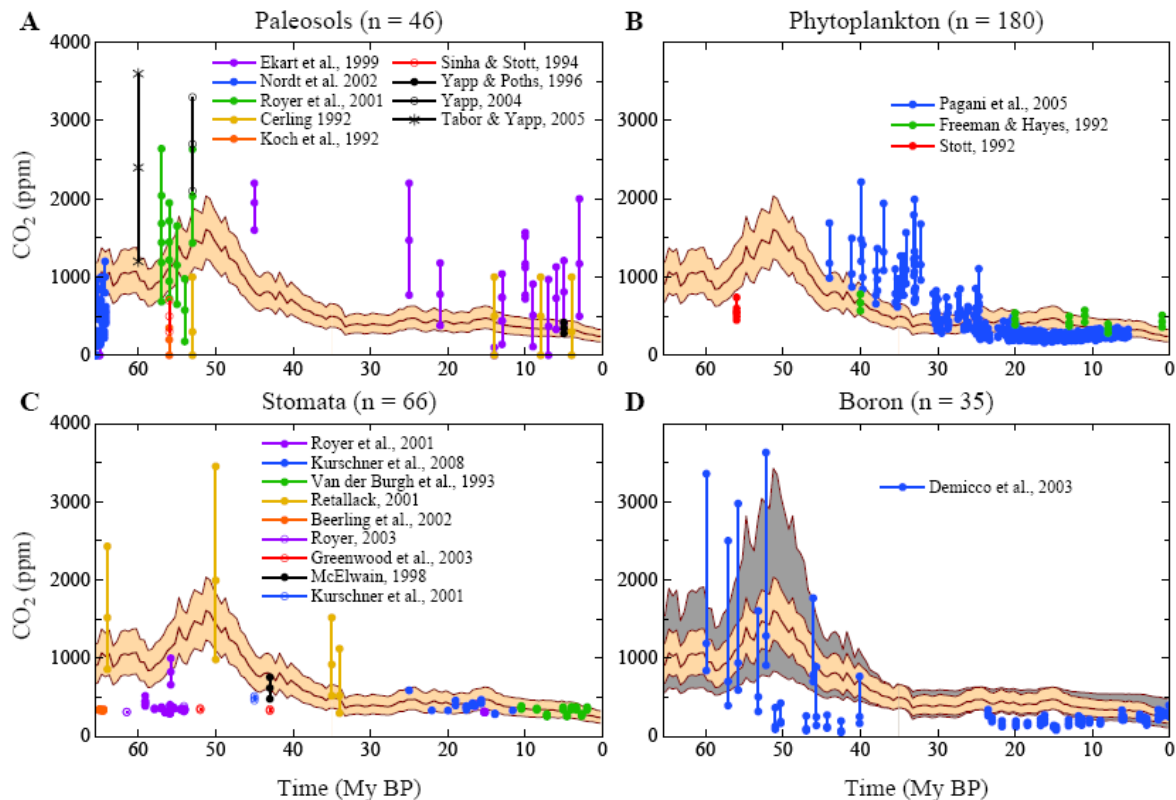 A Paleosols (n = 46)
4000
3000
2000
1000
0
CO2 (ppm)
Ekart et al., 1999
Nordt et al. 2002
Royer et al., 2001
Cerling 1992
Koch et al., 1992
Sinha & Stott, 1994
Yapp & Poths, 1996
Yapp, 2004
Tabor & Yapp, 2005
60 50 40 30 20 10 0
B Phytoplankton (n = 180)
4000
3000
2000
1000
0
Pagani et al., 2005
Freeman & Hayes, 1992
Stott, 1992
60 50 40 30 20 10 0
C Stomata (n = 66)
4000
3000
2000
1000
0
CO2 (ppm)
Royer et al., 2001
Kurschner et al., 2008
Van der Burgh et al., 1993
Retallack, 2001
Beerling et al., 2002
Royer, 2003
Greenwood et al., 2003
McElwain, 1998
Kurschner et al., 2001
60 50 40 30 20 10 0
Time (My BP)
D Boron (n = 35)
4000
3000
2000
1000
0
Demicco et al., 2003
60 50 40 30 20 10 0
Time (My BP)